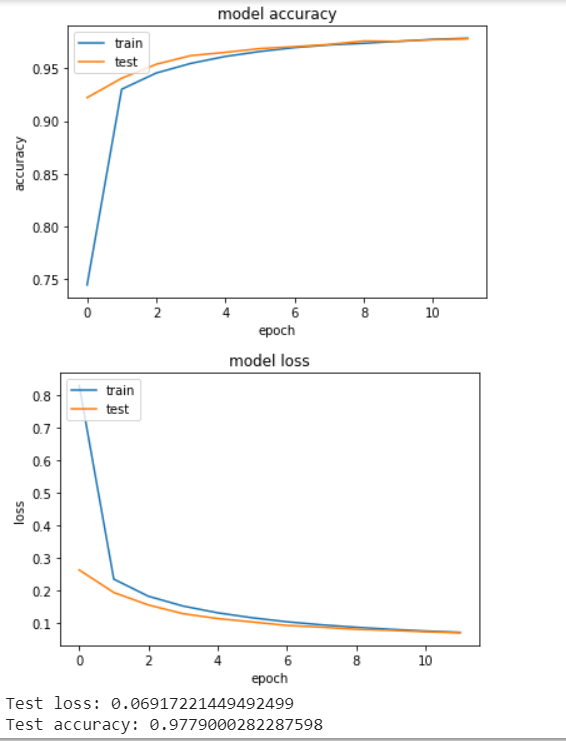 model accuracy
train
test
0.95
0.90
0.85
0.80
0.75
accuracy
0 2 4 6 8 10
epoch
model loss
train
test
0.8
0.7
0.6
0.5
0.4
0.3
0.2
0.1
loss
0 2 4 6 8 10
epoch
Test loss: 0.06917221449492499
Test accuracy: 0.9779000282287598